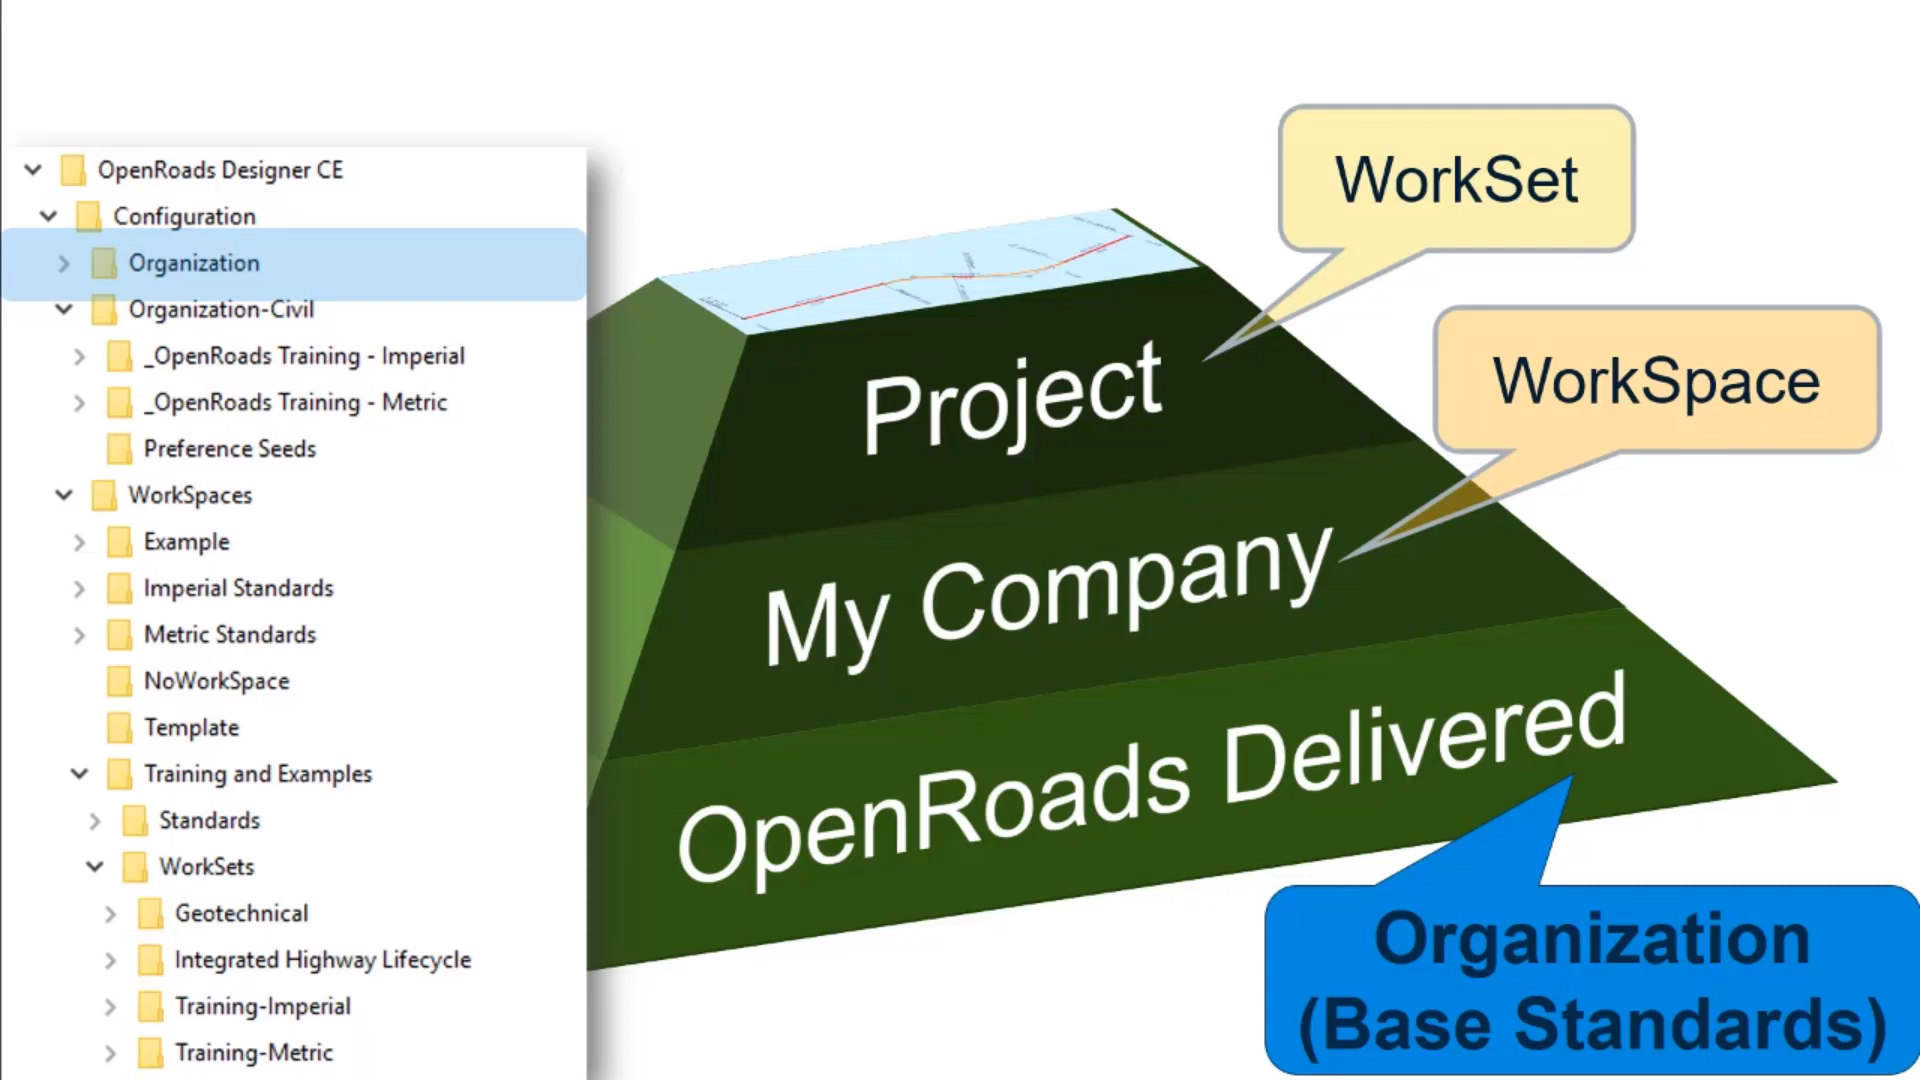 OpenRoads Designer CE
Configuration
Organization
Organization-Civil
_OpenRoads Training - Imperial
_OpenRoads Training - Metric
Preference Seeds
WorkSpaces
Example
Imperial Standards
Metric Standards
NoWorkSpace
Template
Training and Examples
Standards
WorkSets
Geotechnical
Integrated Highway Lifecycle
Training-Imperial
Training-Metric
WorkSet
WorkSpace
Project
My Company
OpenRoads Delivered
Organization
(Base Standards)